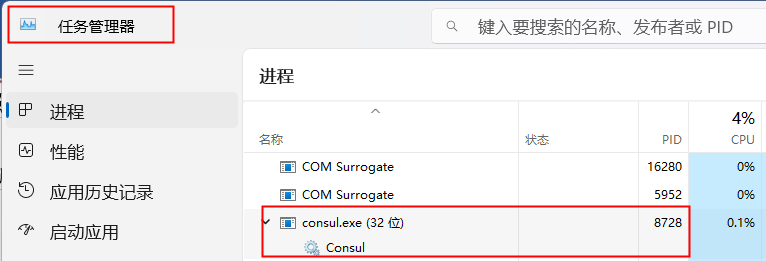 任务管理器
键入要搜索的名称、发布者或 PID
进程
性能
应用历史记录
启动应用
进程
4%
名称 状态 PID CPU
COM Surrogate 16280 0%
COM Surrogate 5952 0%
consul.exe (32 位) 8728 0.1%
Consul